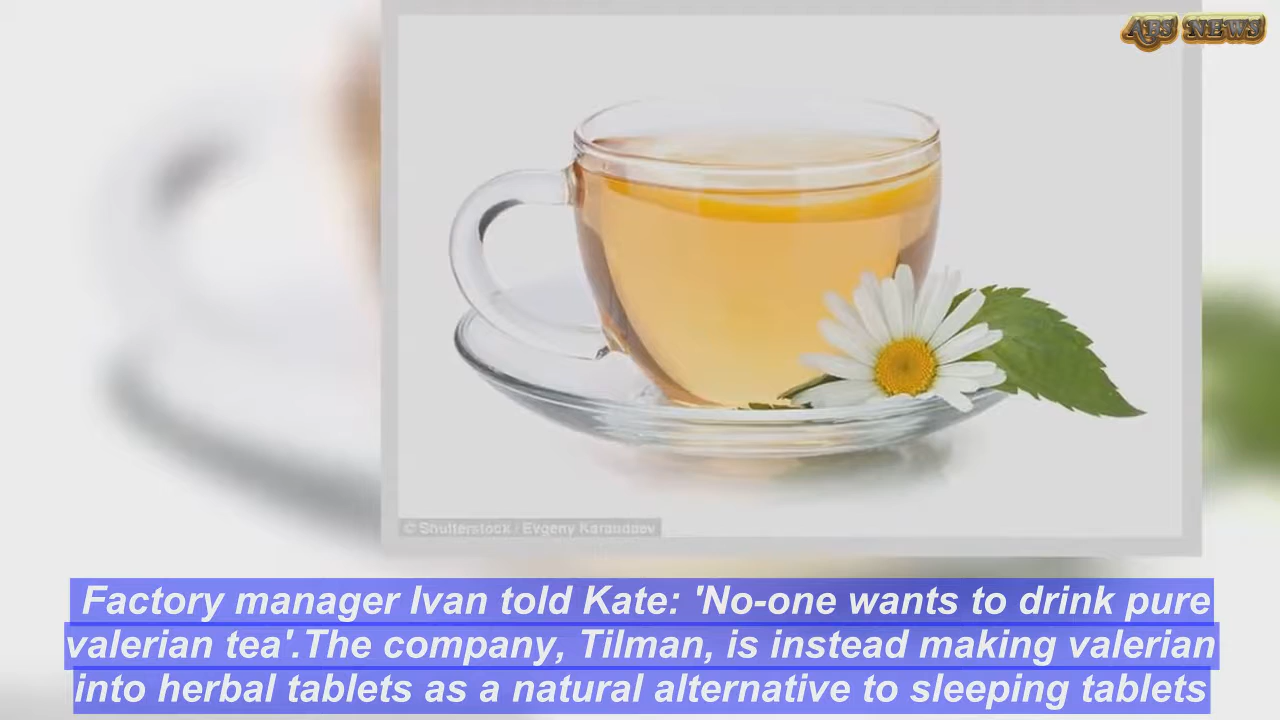 ABS NEWS
© Shutterstock / Evgeny Karandaev
Factory manager Ivan told Kate: 'No-one wants to drink pure
valerian tea'.The company, Tilman, is instead making valerian
into herbal tablets as a natural alternative to sleeping tablets